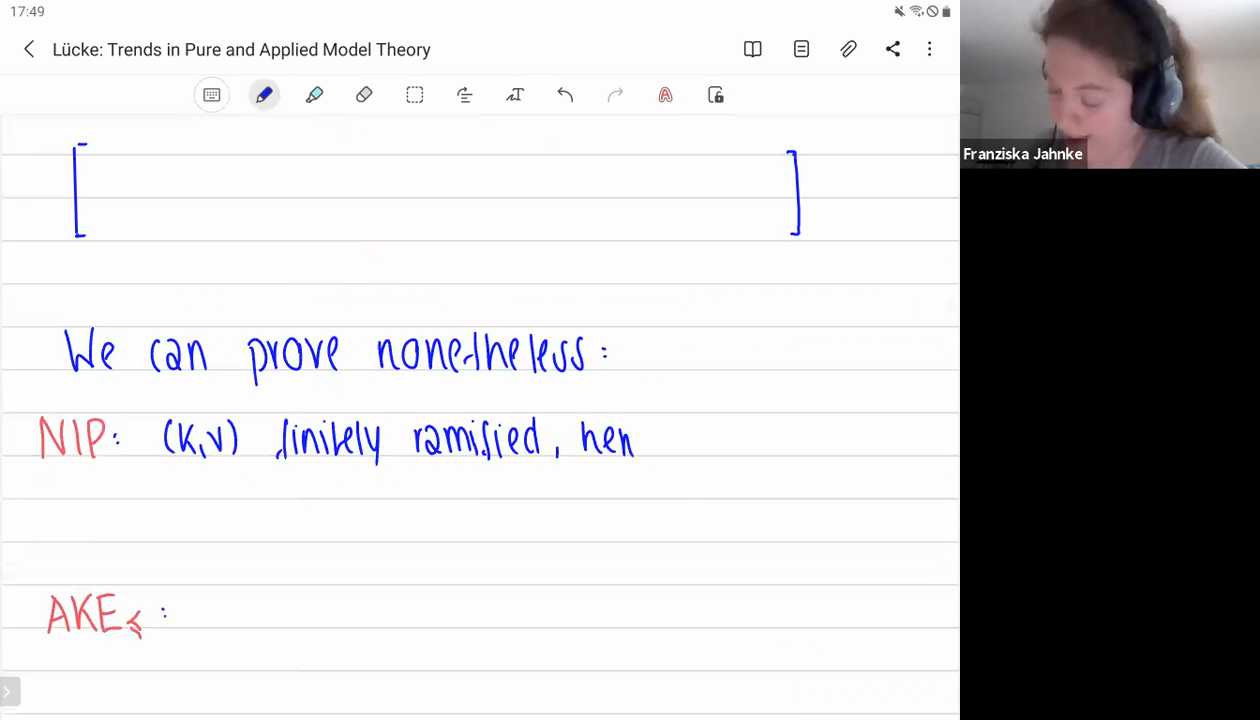 17:49
Lücke: Trends in Pure and Applied Model Theory
Franziska Jahnke
[ ]
We can prove nonetheless:
NIP: (K,v) finitely ramified, hen
AKE≼ :